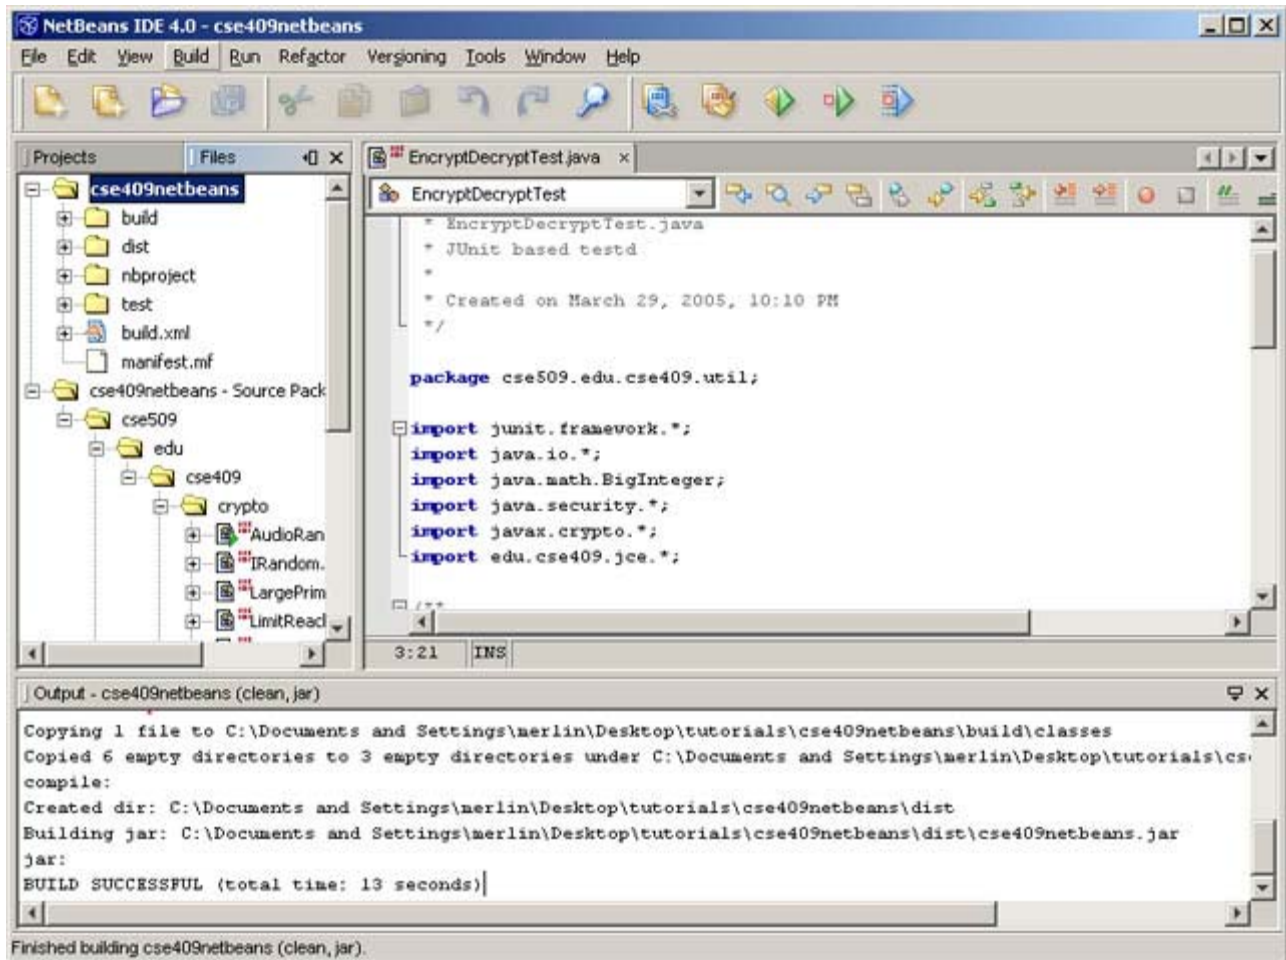 NetBeans IDE 4.0 - cse409netbeans
File Edit View Build Run Refactor Versioning Tools Window Help
Projects Files
EncryptDecryptTest.java
cse409netbeans
build
dist
nbproject
test
build.xml
manifest.mf
cse409netbeans - Source Pack
cse509
edu
cse409
crypto
AudioRan
IRandom.
LargePrim
LimitReac
EncryptDecryptTest
* EncryptDecryptTest.java
* JUnit based testd
*
* Created on March 29, 2005, 10:10 PM
*/
package cse509.edu.cse409.util;
import junit.framework.*;
import java.io.*;
import java.math.BigInteger;
import java.security.*;
import javax.crypto.*;
import edu.cse409.jce.*;
/**
3:21 INS
Output - cse409netbeans (clean, jar)
Copying 1 file to C:\Documents and Settings\merlin\Desktop\tutorials\cse409netbeans\build\classes
Copied 6 empty directories to 3 empty directories under C:\Documents and Settings\merlin\Desktop\tutorials\cs
compile:
Created dir: C:\Documents and Settings\merlin\Desktop\tutorials\cse409netbeans\dist
Building jar: C:\Documents and Settings\merlin\Desktop\tutorials\cse409netbeans\dist\cse409netbeans.jar
jar:
BUILD SUCCESSFUL (total time: 13 seconds)
Finished building cse409netbeans (clean, jar).